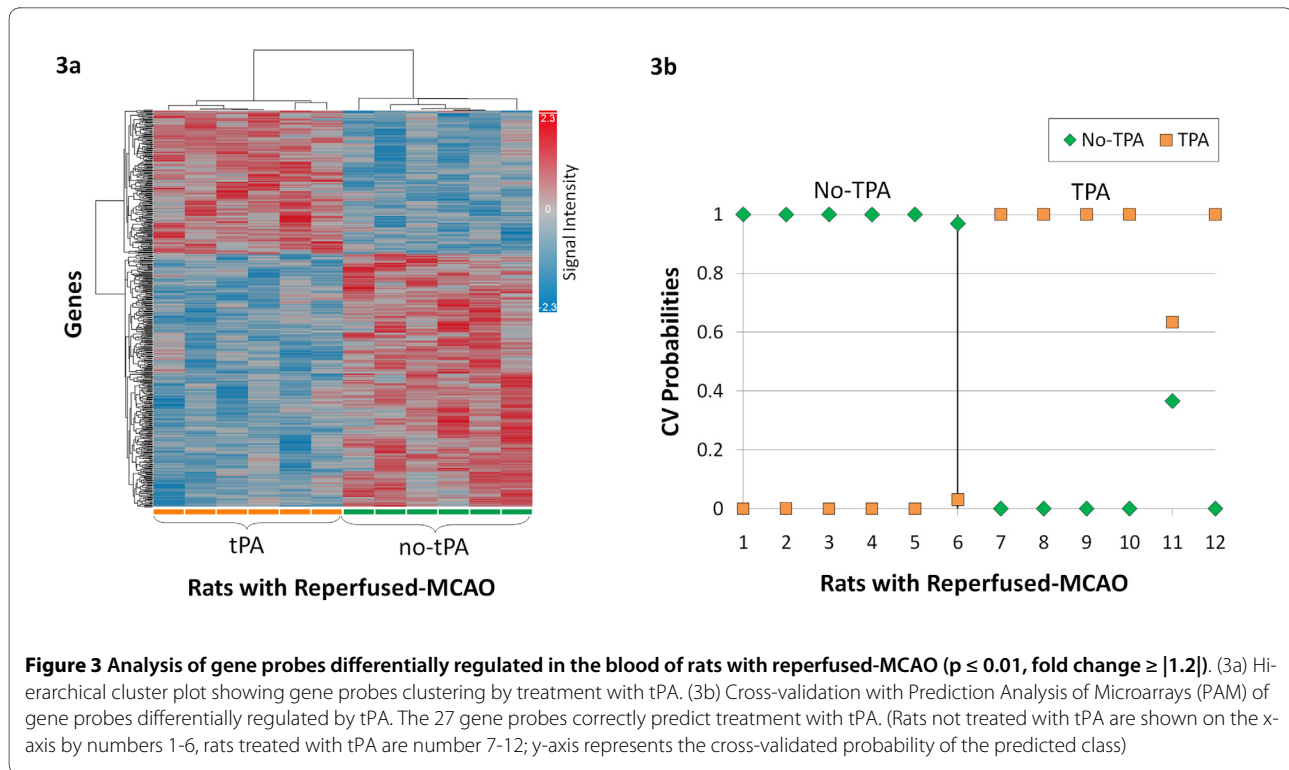 3a
2.3
0
-2.3
Signal Intensity
Genes
tPA
no-tPA
Rats with Reperfused-MCAO
3b
No-TPA
TPA
No-TPA
TPA
1
0.8
0.6
0.4
0.2
0
CV Probabilities
1 2 3 4 5 6 7 8 9 10 11 12
Rats with Reperfused-MCAO
Figure 3 Analysis of gene probes differentially regulated in the blood of rats with reperfused-MCAO (p ≤ 0.01, fold change ≥ |1.2|). (3a) Hi-
erarchical cluster plot showing gene probes clustering by treatment with tPA. (3b) Cross-validation with Prediction Analysis of Microarrays (PAM) of
gene probes differentially regulated by tPA. The 27 gene probes correctly predict treatment with tPA. (Rats not treated with tPA are shown on the x-
axis by numbers 1-6, rats treated with tPA are number 7-12; y-axis represents the cross-validated probability of the predicted class)